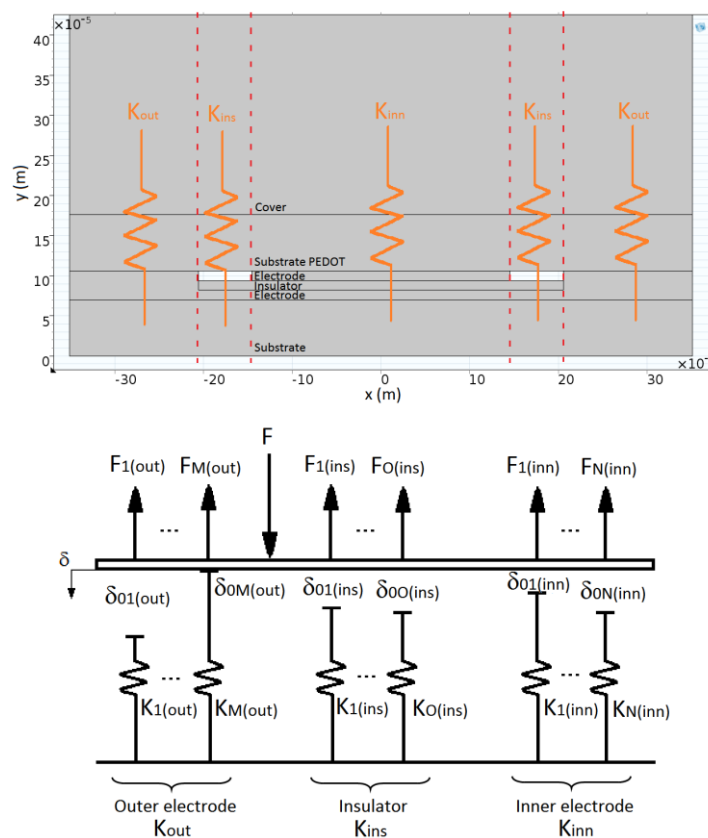 40
×10⁻⁵
35
30
25
20
15
10
5
0
y (m)
Kout
Kins
Kinn
Kins
Kout
Cover
Substrate PEDOT
Electrode
Insulator
Electrode
Substrate
-30
-20
-10
0
10
20
30
x (m)
F
F1(out)
FM(out)
F1(ins)
FO(ins)
F1(inn)
FN(inn)
...
...
...
δ
δ01(out)
δ0M(out)
δ01(ins)
δ0O(ins)
δ01(inn)
δ0N(inn)
...
...
...
K1(out)
KM(out)
K1(ins)
KO(ins)
K1(inn)
KN(inn)
Outer electrode
Kout
Insulator
Kins
Inner electrode
Kinn